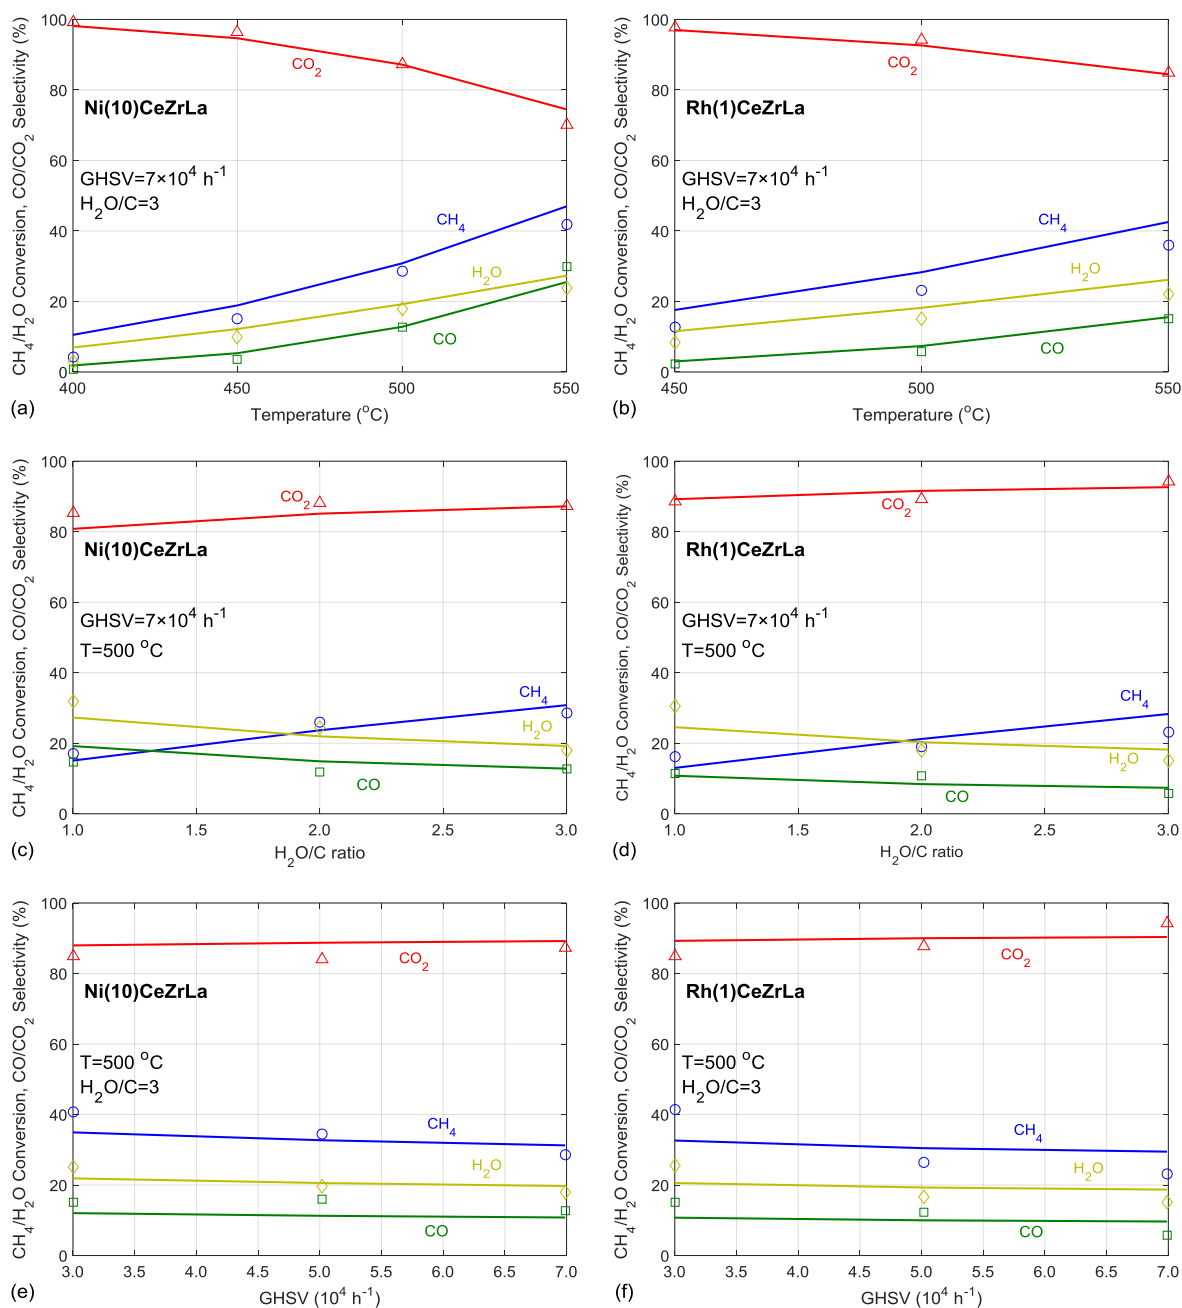 CH4/H2O Conversion, CO/CO2 Selectivity (%)
100
80
60
40
20
0
CO2
Ni(10)CeZrLa
GHSV=7×10^4 h^-1
H2O/C=3
CH4
H2O
CO
400 450 500 550
(a) Temperature (°C)
CH4/H2O Conversion, CO/CO2 Selectivity (%)
100
80
60
40
20
0
CO2
Rh(1)CeZrLa
GHSV=7×10^4 h^-1
H2O/C=3
CH4
H2O
CO
450 500 550
(b) Temperature (°C)
CH4/H2O Conversion, CO/CO2 Selectivity (%)
100
80
60
40
20
0
CO2
Ni(10)CeZrLa
GHSV=7×10^4 h^-1
T=500 °C
CH4
H2O
CO
1.0 1.5 2.0 2.5 3.0
(c) H2O/C ratio
CH4/H2O Conversion, CO/CO2 Selectivity (%)
100
80
60
40
20
0
CO2
Rh(1)CeZrLa
GHSV=7×10^4 h^-1
T=500 °C
CH4
H2O
CO
1.0 1.5 2.0 2.5 3.0
(d) H2O/C ratio
CH4/H2O Conversion, CO/CO2 Selectivity (%)
100
80
60
40
20
0
CO2
Ni(10)CeZrLa
T=500 °C
H2O/C=3
CH4
H2O
CO
3.0 3.5 4.0 4.5 5.0 5.5 6.0 6.5 7.0
(e) GHSV (10^4 h^-1)
CH4/H2O Conversion, CO/CO2 Selectivity (%)
100
80
60
40
20
0
CO2
Rh(1)CeZrLa
T=500 °C
H2O/C=3
CH4
H2O
CO
3.0 3.5 4.0 4.5 5.0 5.5 6.0 6.5 7.0
(f) GHSV (10^4 h^-1)